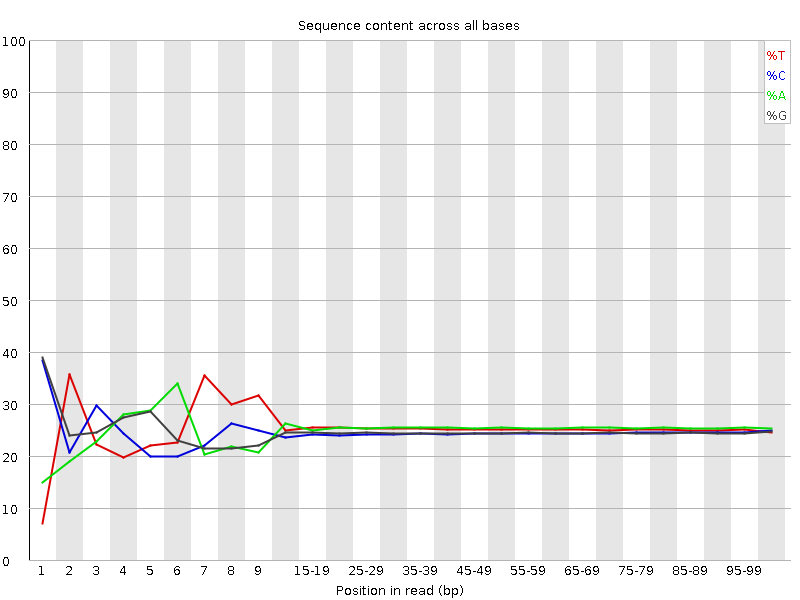 Sequence content across all bases
100
90
80
70
60
50
40
30
20
10
0
%T
%C
%A
%G
1 2 3 4 5 6 7 8 9 15-19 25-29 35-39 45-49 55-59 65-69 75-79 85-89 95-99
Position in read (bp)